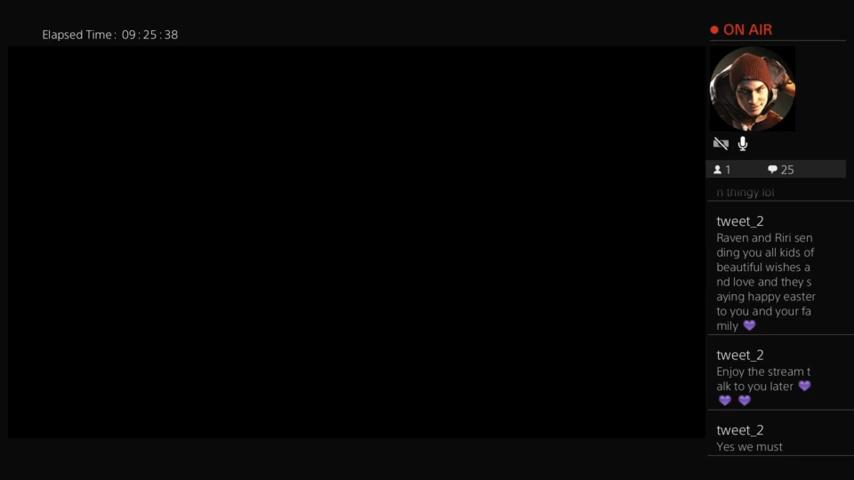 Elapsed Time: 09:25:38
ON AIR
1 25
n thingy lol
tweet_2
Raven and Riri sen
ding you all kids of
beautiful wishes a
nd love and they s
aying happy easter
to you and your fa
mily 💜
tweet_2
Enjoy the stream t
alk to you later 💜
💜 💜
tweet_2
Yes we must